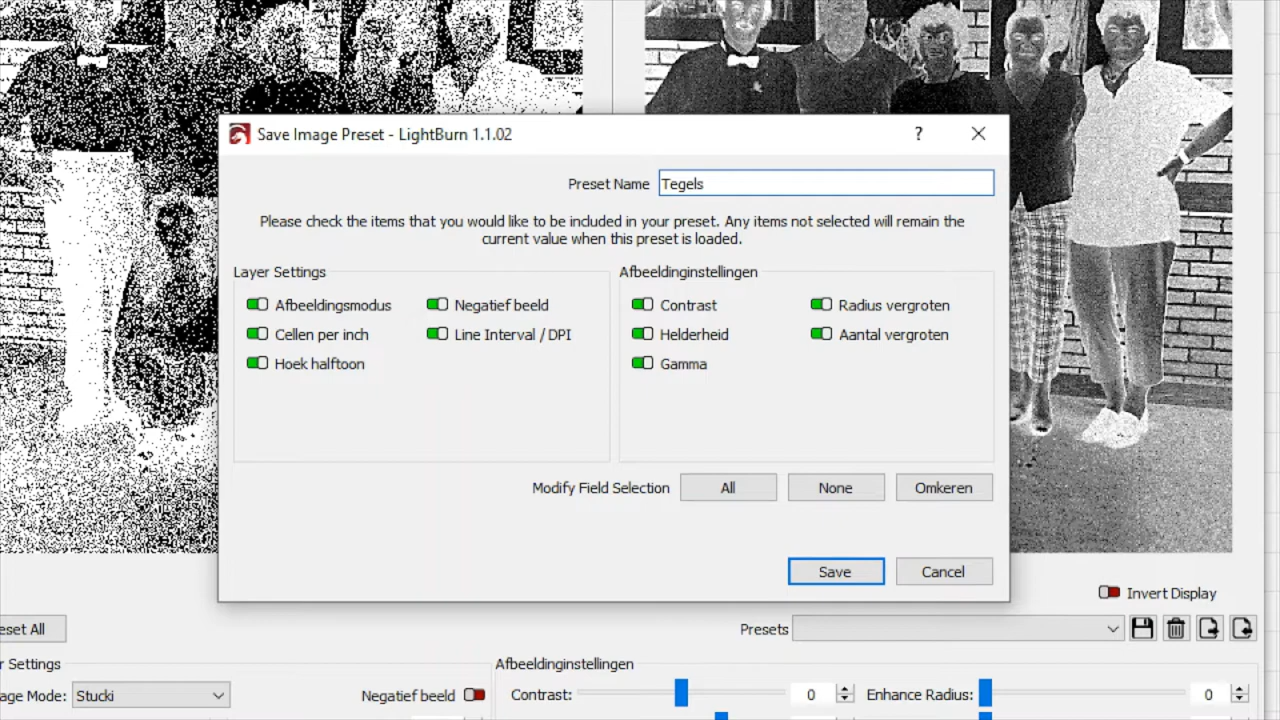 Save Image Preset - LightBurn 1.1.02
?
Preset Name Tegels
Please check the items that you would like to be included in your preset. Any items not selected will remain the
current value when this preset is loaded.
Layer Settings
Afbeeldingsmodus Negatief beeld
Cellen per inch Line Interval / DPI
Hoek halftoon
Afbeeldinginstellingen
Contrast Radius vergroten
Helderheid Aantal vergroten
Gamma
Modify Field Selection All None Omkeren
Save Cancel
Invert Display
eset All Presets
r Settings Afbeeldinginstellingen
age Mode: Stucki Negatief beeld Contrast: 0 Enhance Radius: 0